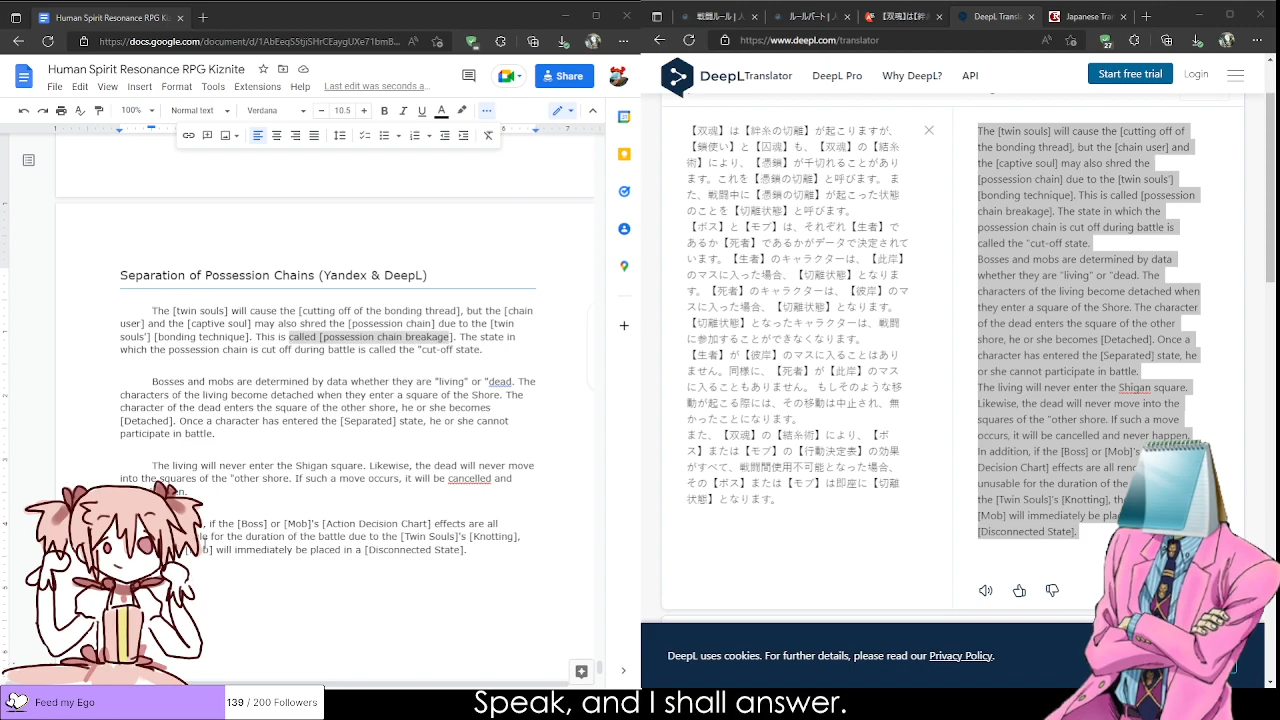 Human Spirit Resonance RPG Kiznite
https://docs.google.com/document/d/1AbEeq55tjiSHrCEaybgOXe71bm8...
Human Spirit Resonance RPG Kiznite
File Edit View Insert Format Tools Extensions Help Last edit was seconds a...
Share
100% Normal text Verdana 10.5
Separation of Possession Chains (Yandex & DeepL)
The [twin souls] will cause the [cutting off of the bonding thread], but the [chain
user] and the [captive soul] may also shred the [possession chain] due to the [twin
souls'] [bonding technique]. This is called [possession chain breakage]. The state in
which the possession chain is cut off during battle is called the "cut-off state.
Bosses and mobs are determined by data whether they are "living" or "dead. The
characters of the living become detached when they enter a square of the Shore. The
character of the dead enters the square of the other shore, he or she becomes
[Detached]. Once a character has entered the [Separated] state, he or she cannot
participate in battle.
The living will never enter the Shigan square. Likewise, the dead will never move
into the squares of the "other shore. If such a move occurs, it will be cancelled and
en.
, if the [Boss] or [Mob]'s [Action Decision Chart] effects are all
le for the duration of the battle due to the [Twin Souls]'s [Knotting],
b] will immediately be placed in a [Disconnected State].
Feed my Ego
139 / 200 Followers
戦闘ルール | 人
ルールパート | 人
【双魂】は【絆
DeepL Trans
Japanese Tran
https://www.deepl.com/translator
DeepL Translator DeepL Pro Why DeepL? API
Start free trial Login
【双魂】は【絆糸の切離】が起こりますが、
【鎖使い】と【囚魂】も、【双魂】の【結糸
術】により、【憑鎖】が千切れることがあり
ます。これを【憑鎖の切離】と呼びます。 ま
た、戦闘中に【憑鎖の切離】が起こった状態
のことを【切離状態】と呼びます。
【ボス】と【モブ】は、それぞれ【生者】で
あるか【死者】であるかがデータで決定されて
います。【生者】のキャラクターは、【此岸】
のマスに入った場合、【切離状態】となりま
す。【死者】のキャラクターは、【彼岸】のマ
スに入った場合、【切離状態】となります。
【切離状態】となったキャラクターは、戦闘
に参加することができなくなります。
【生者】が【彼岸】のマスに入ることはあり
ません。同様に、【死者】が【此岸】のマス
に入ることもありません。 もしそのような移
動が起こる際には、その移動は中止され、無
かったことになります。
また、【双魂】の【結糸術】により、【ボ
ス】または【モブ】の【行動決定表】の効果
がすべて、戦闘間使用不可能となった場合、
その【ボス】または【モブ】は即座に【切離
状態】となります。
The [twin souls] will cause the [cutting off of
the bonding thread], but the [chain user] and
the [captive soul] may also shred the
[possession chain] due to the [twin souls']
[bonding technique]. This is called [possession
chain breakage]. The state in which the
possession chain is cut off during battle is
called the "cut-off state.
Bosses and mobs are determined by data
whether they are "living" or "dead. The
characters of the living become detached when
they enter a square of the Shore. The character
of the dead enters the square of the other
shore, he or she becomes [Detached]. Once a
character has entered the [Separated] state, he
or she cannot participate in battle.
The living will never enter the Shigan square.
Likewise, the dead will never move into the
squares of the "other shore. If such a move
occurs, it will be cancelled and never happen.
In addition, if the [Boss] or [Mob]'s
Decision Chart] effects are all ren
unusable for the duration of the b
the [Twin Souls]'s [Knotting], the
[Mob] will immediately be plac
[Disconnected State].
DeepL uses cookies. For further details, please read our Privacy Policy.
Speak, and I shall answer.